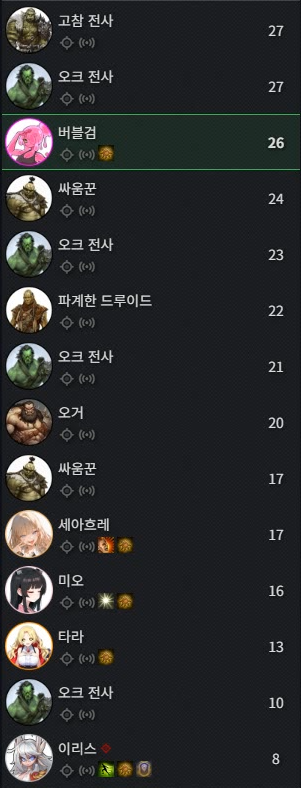 고참 전사 27
오크 전사 27
버블검 26
싸움꾼 24
오크 전사 23
파계한 드루이드 22
오크 전사 21
오거 20
싸움꾼 17
세아흐레 17
미오 16
타라 13
오크 전사 10
이리스 8